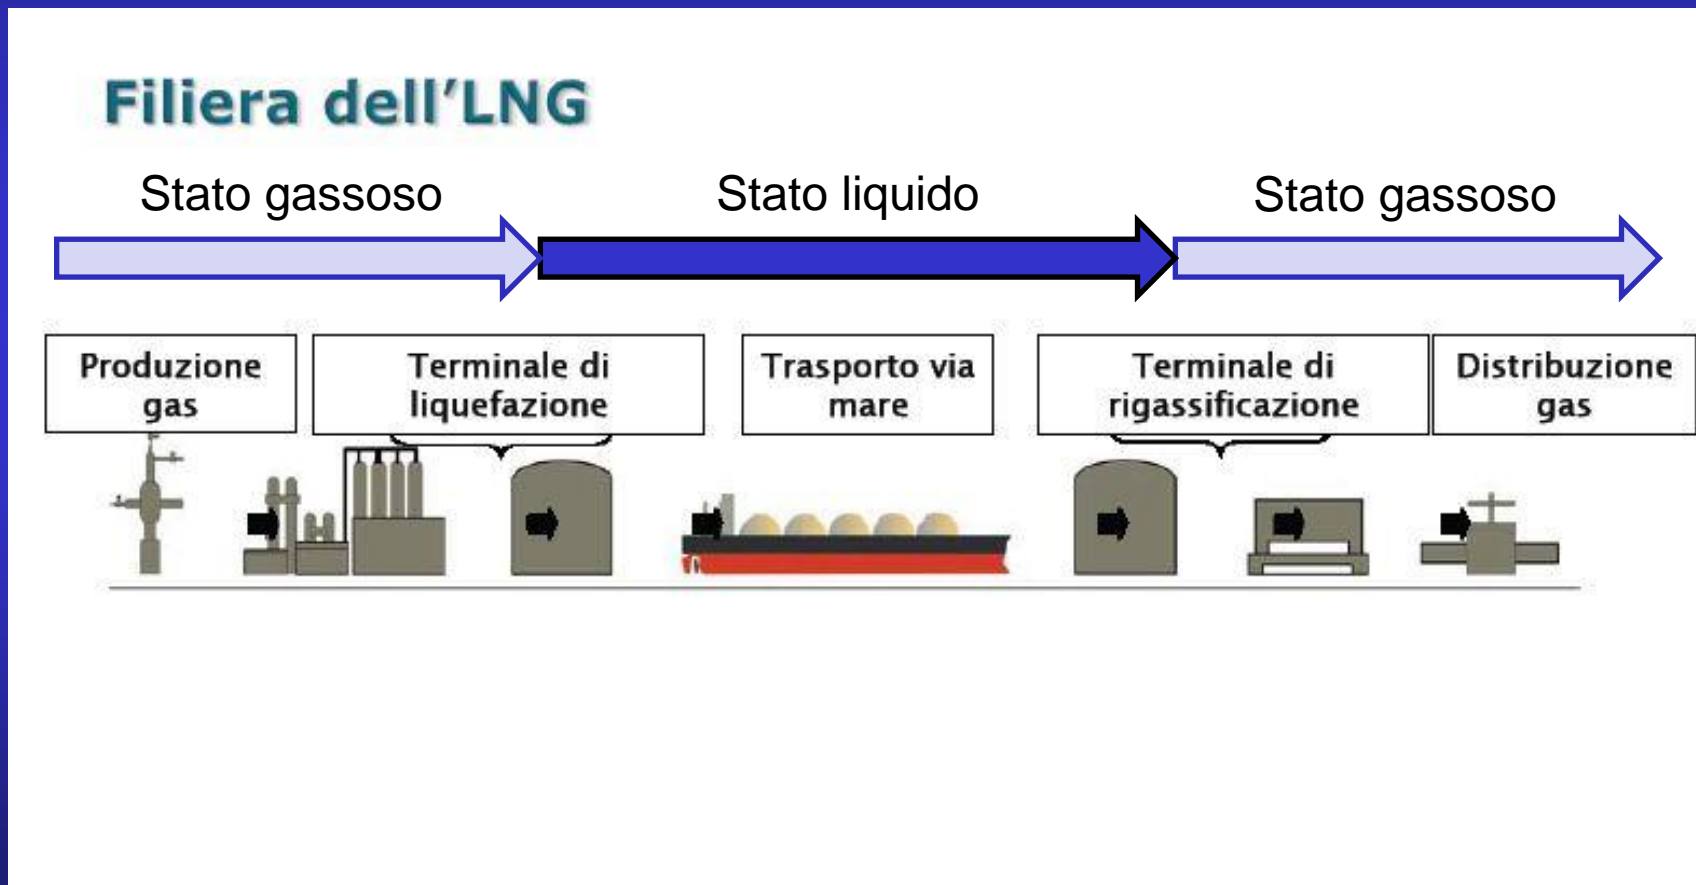 Filiera dell’LNG
Stato gassoso
Stato liquido
Stato gassoso
Produzione
gas
Terminale di
liquefazione
Trasporto via
mare
Terminale di
rigassificazione
Distribuzione
gas